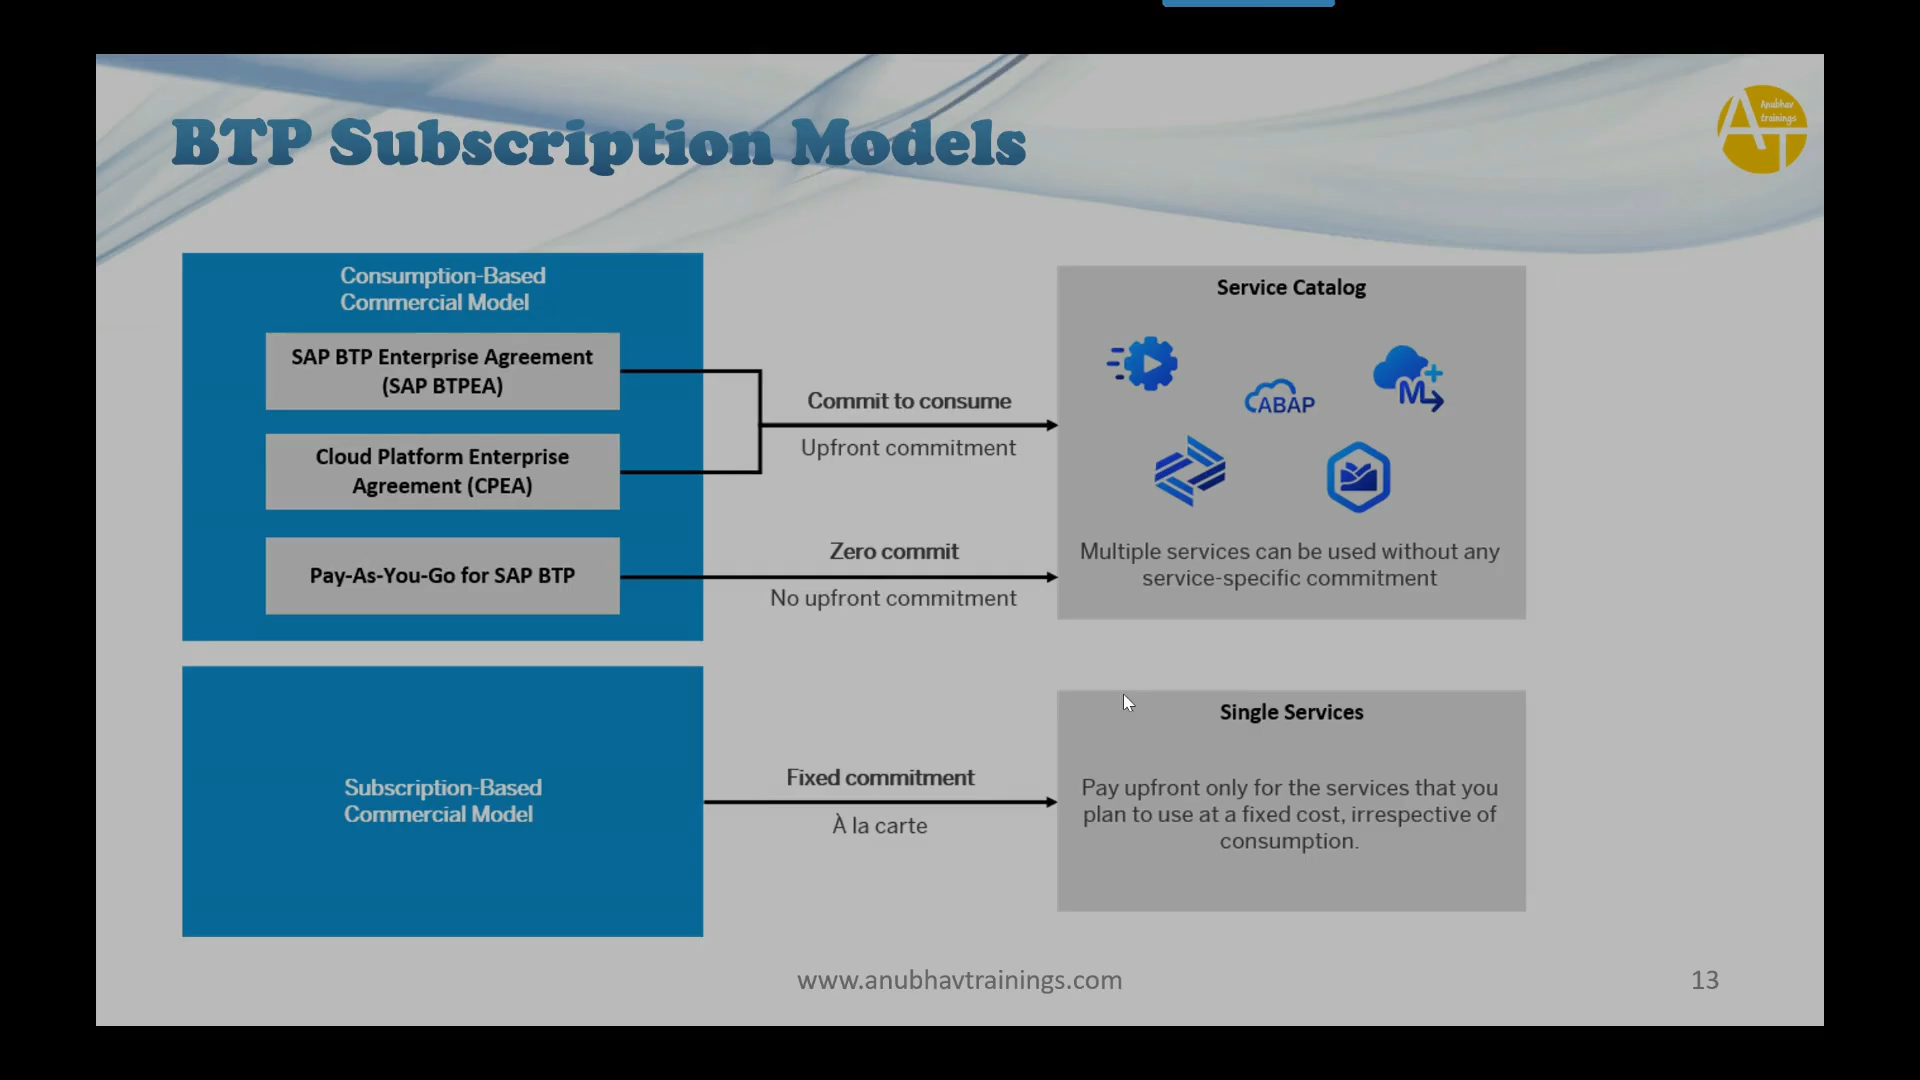 BTP Subscription Models
Anubhav
trainings
AT
Consumption-Based
Commercial Model
SAP BTP Enterprise Agreement
(SAP BTPEA)
Cloud Platform Enterprise
Agreement (CPEA)
Pay-As-You-Go for SAP BTP
Commit to consume
Upfront commitment
Zero commit
No upfront commitment
Service Catalog
ABAP
M
Multiple services can be used without any
service-specific commitment
Subscription-Based
Commercial Model
Fixed commitment
À la carte
Single Services
Pay upfront only for the services that you
plan to use at a fixed cost, irrespective of
consumption.
www.anubhavtrainings.com
13